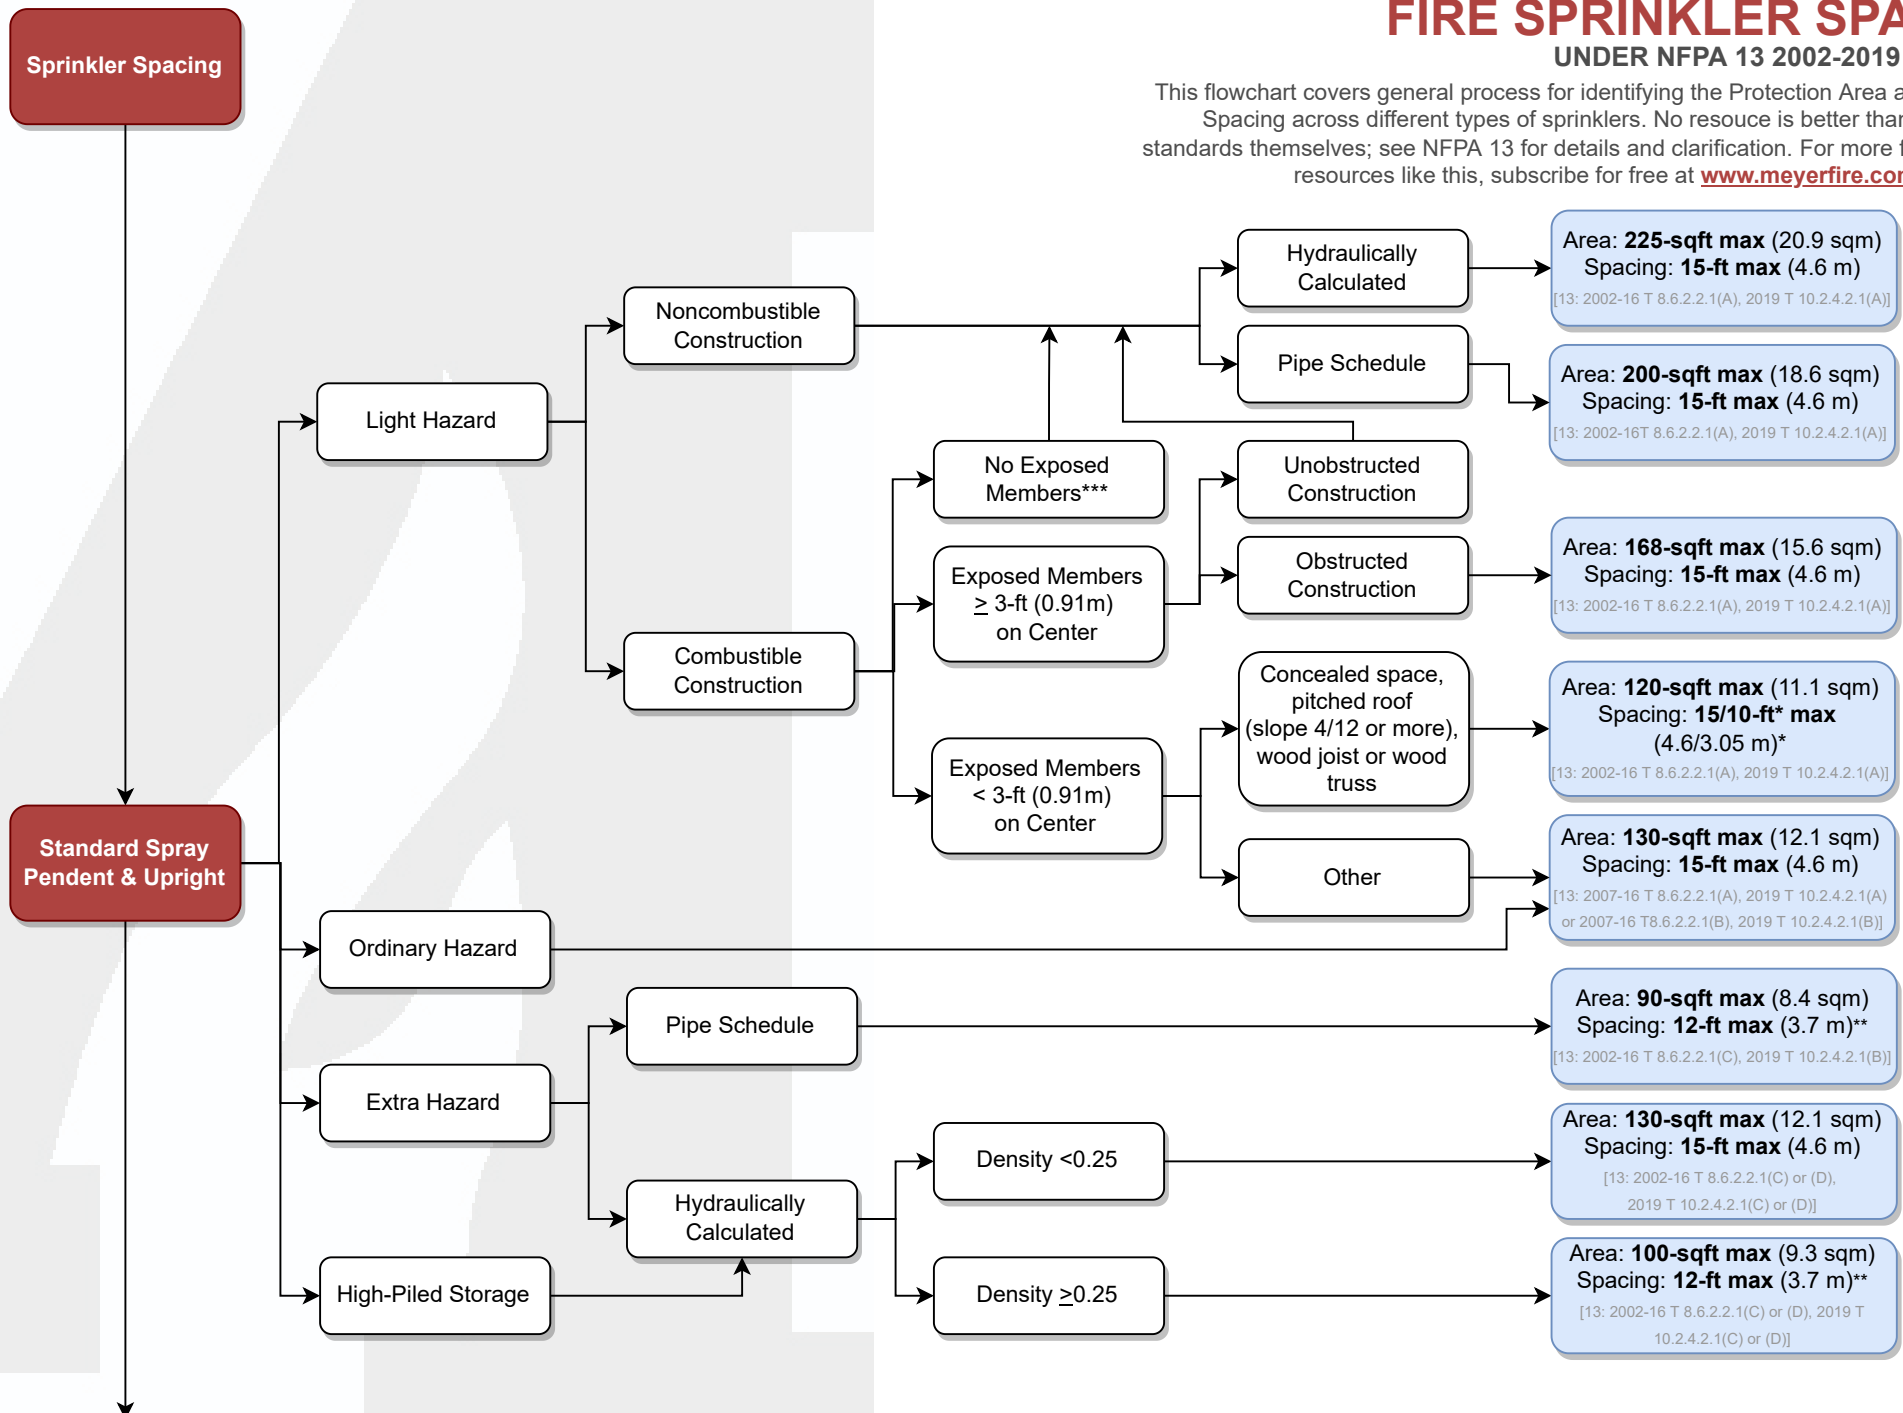 FIRE SPRINKLER SPA
UNDER NFPA 13 2002-2019
This flowchart covers general process for identifying the Protection Area a
Spacing across different types of sprinklers. No resouce is better than
standards themselves; see NFPA 13 for details and clarification. For more f
resources like this, subscribe for free at www.meyerfire.com
Sprinkler Spacing
Standard Spray
Pendent & Upright
Light Hazard
Noncombustible
Construction
Hydraulically
Calculated
Area: 225-sqft max (20.9 sqm)
Spacing: 15-ft max (4.6 m)
[13: 2002-16 T 8.6.2.2.1(A), 2019 T 10.2.4.2.1(A)]
Pipe Schedule
Area: 200-sqft max (18.6 sqm)
Spacing: 15-ft max (4.6 m)
[13: 2002-16T 8.6.2.2.1(A), 2019 T 10.2.4.2.1(A)]
Combustible
Construction
No Exposed
Members***
Exposed Members
≥ 3-ft (0.91m)
on Center
Unobstructed
Construction
Obstructed
Construction
Area: 168-sqft max (15.6 sqm)
Spacing: 15-ft max (4.6 m)
[13: 2002-16 T 8.6.2.2.1(A), 2019 T 10.2.4.2.1(A)]
Exposed Members
< 3-ft (0.91m)
on Center
Concealed space,
pitched roof
(slope 4/12 or more),
wood joist or wood
truss
Area: 120-sqft max (11.1 sqm)
Spacing: 15/10-ft* max
(4.6/3.05 m)*
[13: 2002-16 T 8.6.2.2.1(A), 2019 T 10.2.4.2.1(A)]
Other
Area: 130-sqft max (12.1 sqm)
Spacing: 15-ft max (4.6 m)
[13: 2007-16 T 8.6.2.2.1(A), 2019 T 10.2.4.2.1(A)
or 2007-16 T8.6.2.2.1(B), 2019 T 10.2.4.2.1(B)]
Ordinary Hazard
Extra Hazard
Pipe Schedule
Area: 90-sqft max (8.4 sqm)
Spacing: 12-ft max (3.7 m)**
[13: 2002-16 T 8.6.2.2.1(C), 2019 T 10.2.4.2.1(B)]
Hydraulically
Calculated
Density <0.25
Area: 130-sqft max (12.1 sqm)
Spacing: 15-ft max (4.6 m)
[13: 2002-16 T 8.6.2.2.1(C) or (D),
2019 T 10.2.4.2.1(C) or (D)]
High-Piled Storage
Density ≥0.25
Area: 100-sqft max (9.3 sqm)
Spacing: 12-ft max (3.7 m)**
[13: 2002-16 T 8.6.2.2.1(C) or (D), 2019 T
10.2.4.2.1(C) or (D)]